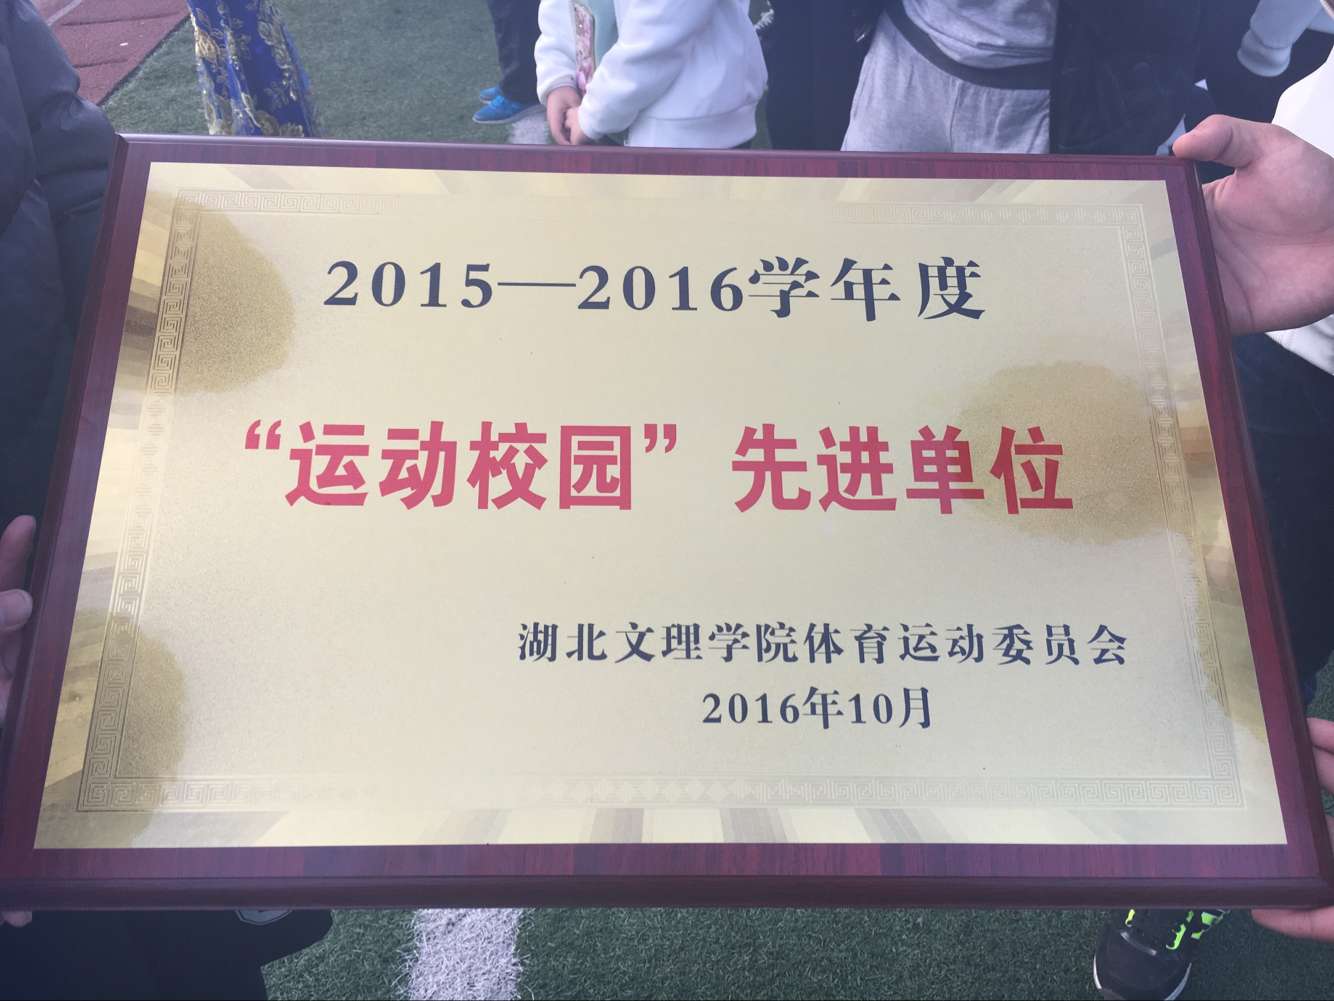 2015—2016学年度
“运动校园”先进单位
湖北文理学院体育运动委员会
2016年10月